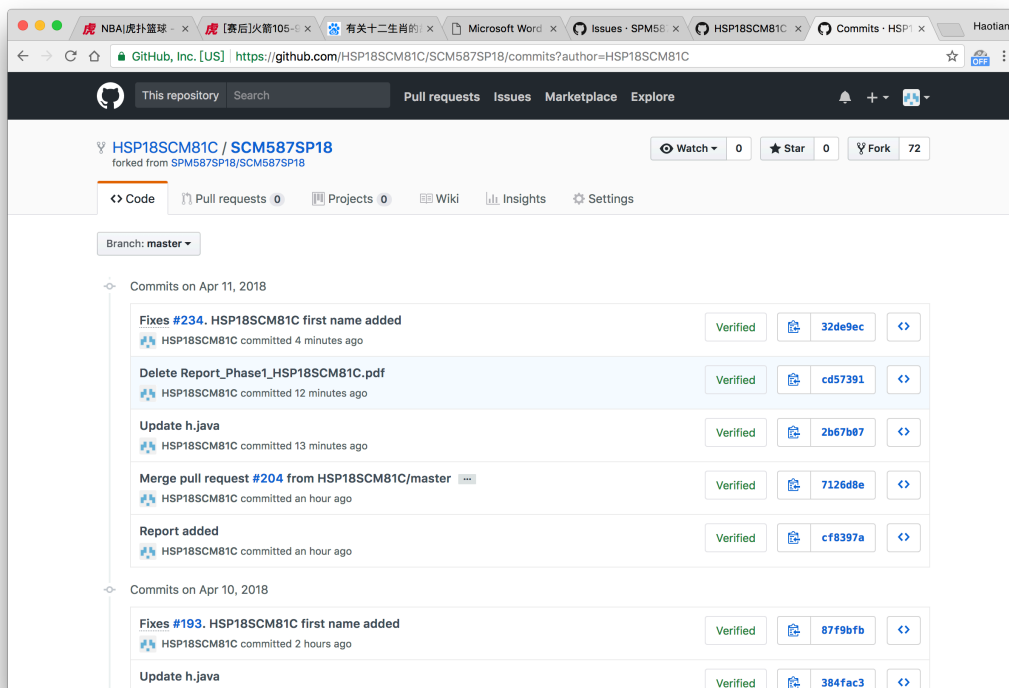 NBA|虎扑篮球 -
[赛后]火箭105-9
有关十二生肖的
Microsoft Word
Issues · SPM58
HSP18SCM81C
Commits · HSP1
Haotian
GitHub, Inc. [US] https://github.com/HSP18SCM81C/SCM587SP18/commits?author=HSP18SCM81C
OFF
This repository Search Pull requests Issues Marketplace Explore
HSP18SCM81C / SCM587SP18
Watch 0 Star 0 Fork 72
forked from SPM587SP18/SCM587SP18
Code Pull requests 0 Projects 0 Wiki Insights Settings
Branch: master
Commits on Apr 11, 2018
Fixes #234. HSP18SCM81C first name added
HSP18SCM81C committed 4 minutes ago
Verified 32de9ec
Delete Report_Phase1_HSP18SCM81C.pdf
HSP18SCM81C committed 12 minutes ago
Verified cd57391
Update h.java
HSP18SCM81C committed 13 minutes ago
Verified 2b67b07
Merge pull request #204 from HSP18SCM81C/master ...
HSP18SCM81C committed an hour ago
Verified 7126d8e
Report added
HSP18SCM81C committed an hour ago
Verified cf8397a
Commits on Apr 10, 2018
Fixes #193. HSP18SCM81C first name added
HSP18SCM81C committed 2 hours ago
Verified 87f9bfb
Update h.java
Verified 384fac3